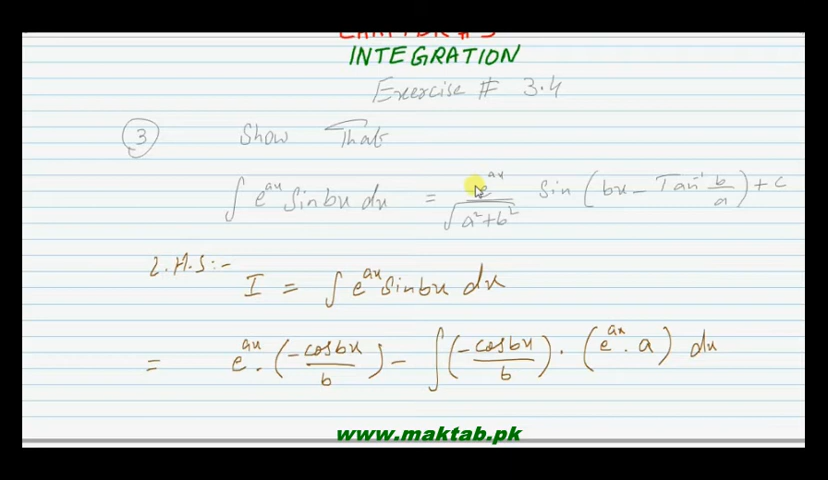 INTEGRATION
Exercise # 3.4
③ Show That
∫ e^{ax} Sin bx dx = e^{ax}/√(a²+b²) Sin (bx − Tan⁻¹ b/a) + c
L.H.S:-
I = ∫ e^{ax} Sin bx dx
= e^{ax} · (−cos bx / b) − ∫ (−cos bx / b) · (e^{ax} · a) dx
www.maktab.pk